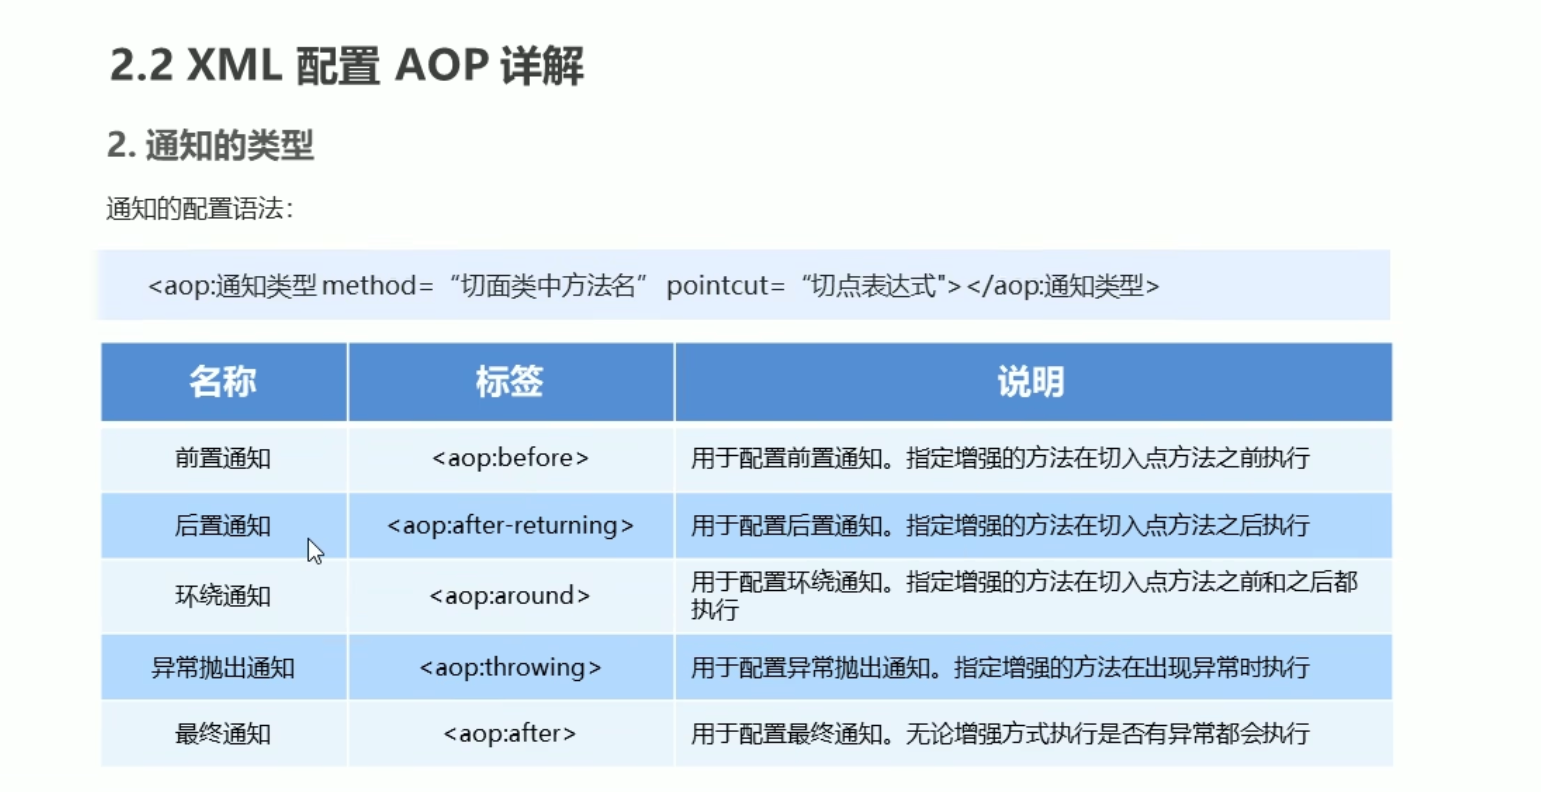 2.2 XML 配置 AOP 详解
2. 通知的类型
通知的配置语法：
<aop:通知类型 method= “切面类中方法名” pointcut= “切点表达式"></aop:通知类型>
名称 标签 说明
前置通知 <aop:before> 用于配置前置通知。指定增强的方法在切入点方法之前执行
后置通知 <aop:after-returning> 用于配置后置通知。指定增强的方法在切入点方法之后执行
环绕通知 <aop:around> 用于配置环绕通知。指定增强的方法在切入点方法之前和之后都
执行
异常抛出通知 <aop:throwing> 用于配置异常抛出通知。指定增强的方法在出现异常时执行
最终通知 <aop:after> 用于配置最终通知。无论增强方式执行是否有异常都会执行